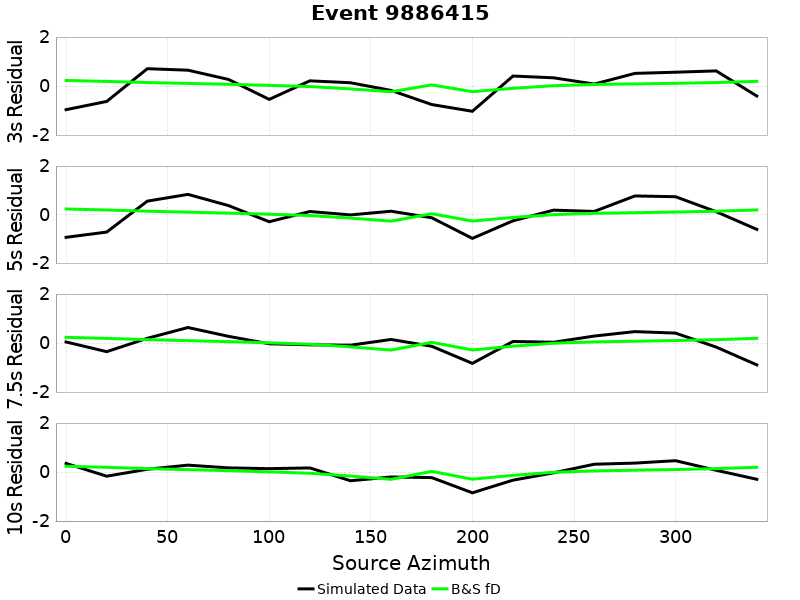 Event 9886415
3s Residual
2
0
-2
5s Residual
2
0
-2
7.5s Residual
2
0
-2
10s Residual
2
0
-2
0 50 100 150 200 250 300
Source Azimuth
Simulated Data B&S fD